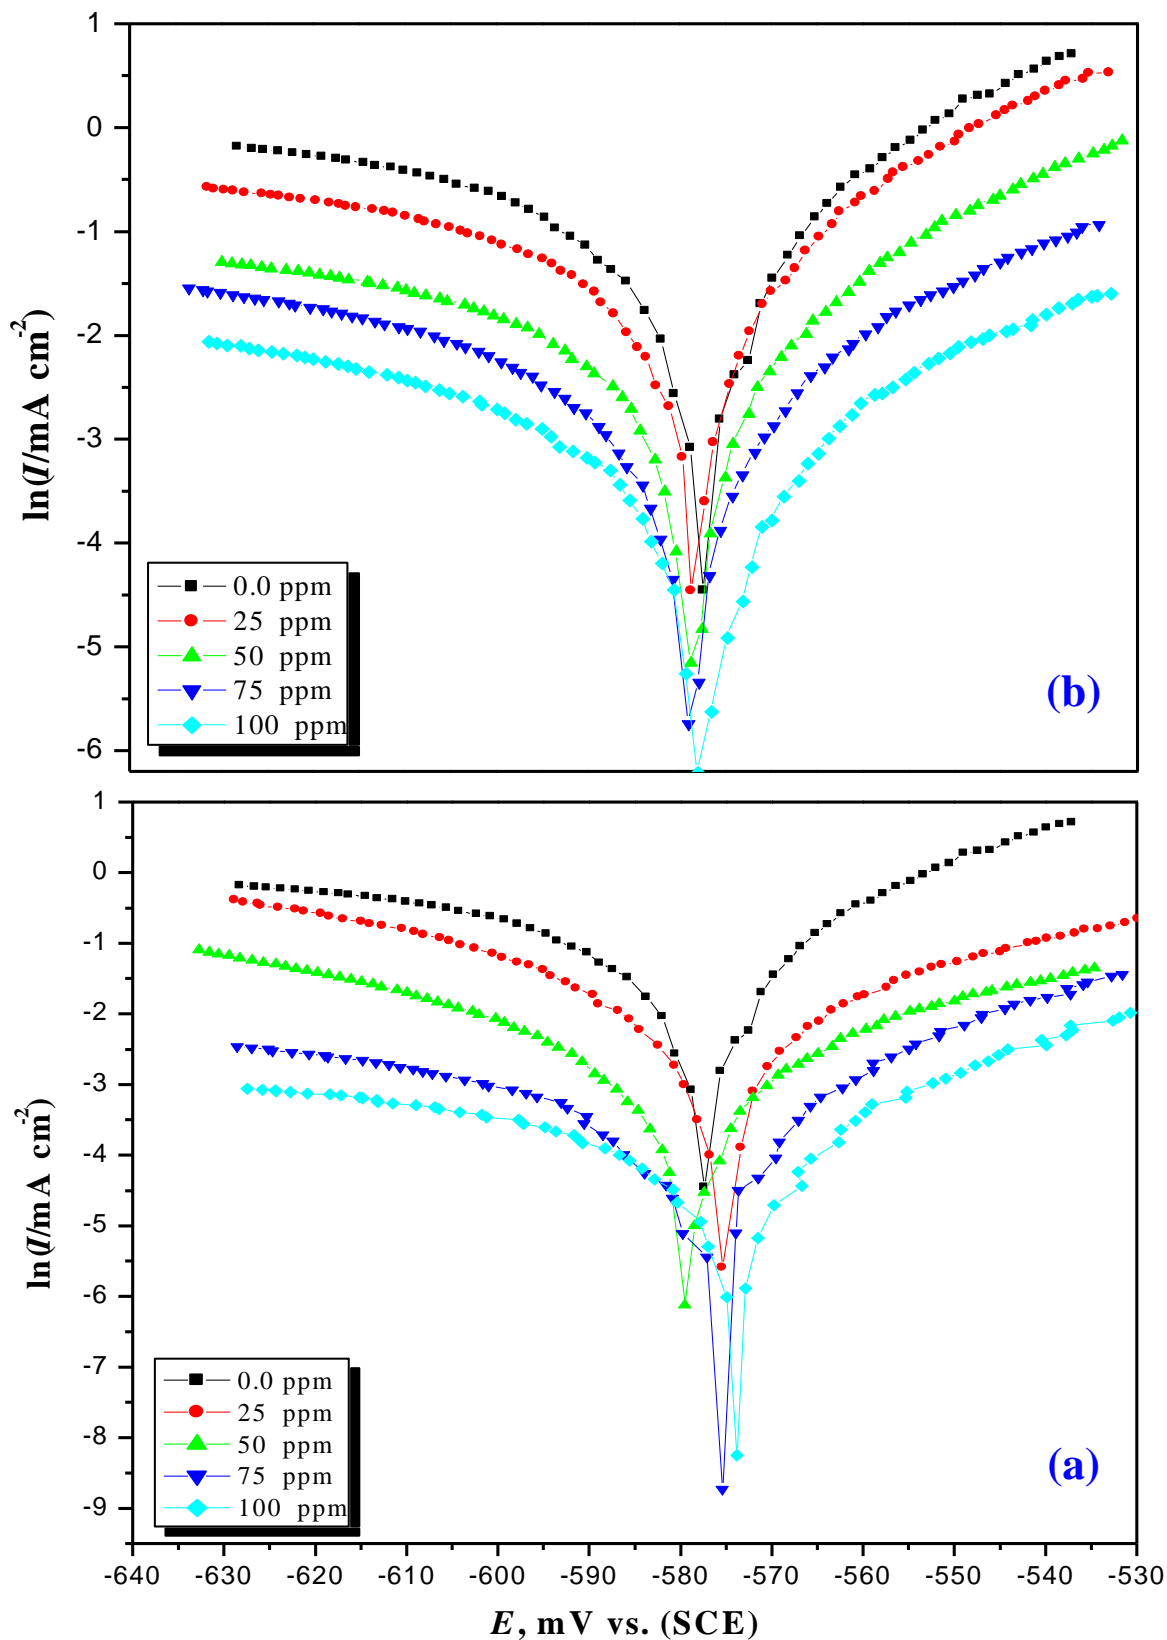 1
0
-1
-2
-3
-4
-5
-6
ln(I/mA cm-2)
0.0 ppm
25 ppm
50 ppm
75 ppm
100 ppm
(b)
1
0
-1
-2
-3
-4
-5
-6
-7
-8
-9
ln(I/mA cm-2)
0.0 ppm
25 ppm
50 ppm
75 ppm
100 ppm
(a)
-640 -630 -620 -610 -600 -590 -580 -570 -560 -550 -540 -530
E, mV vs. (SCE)